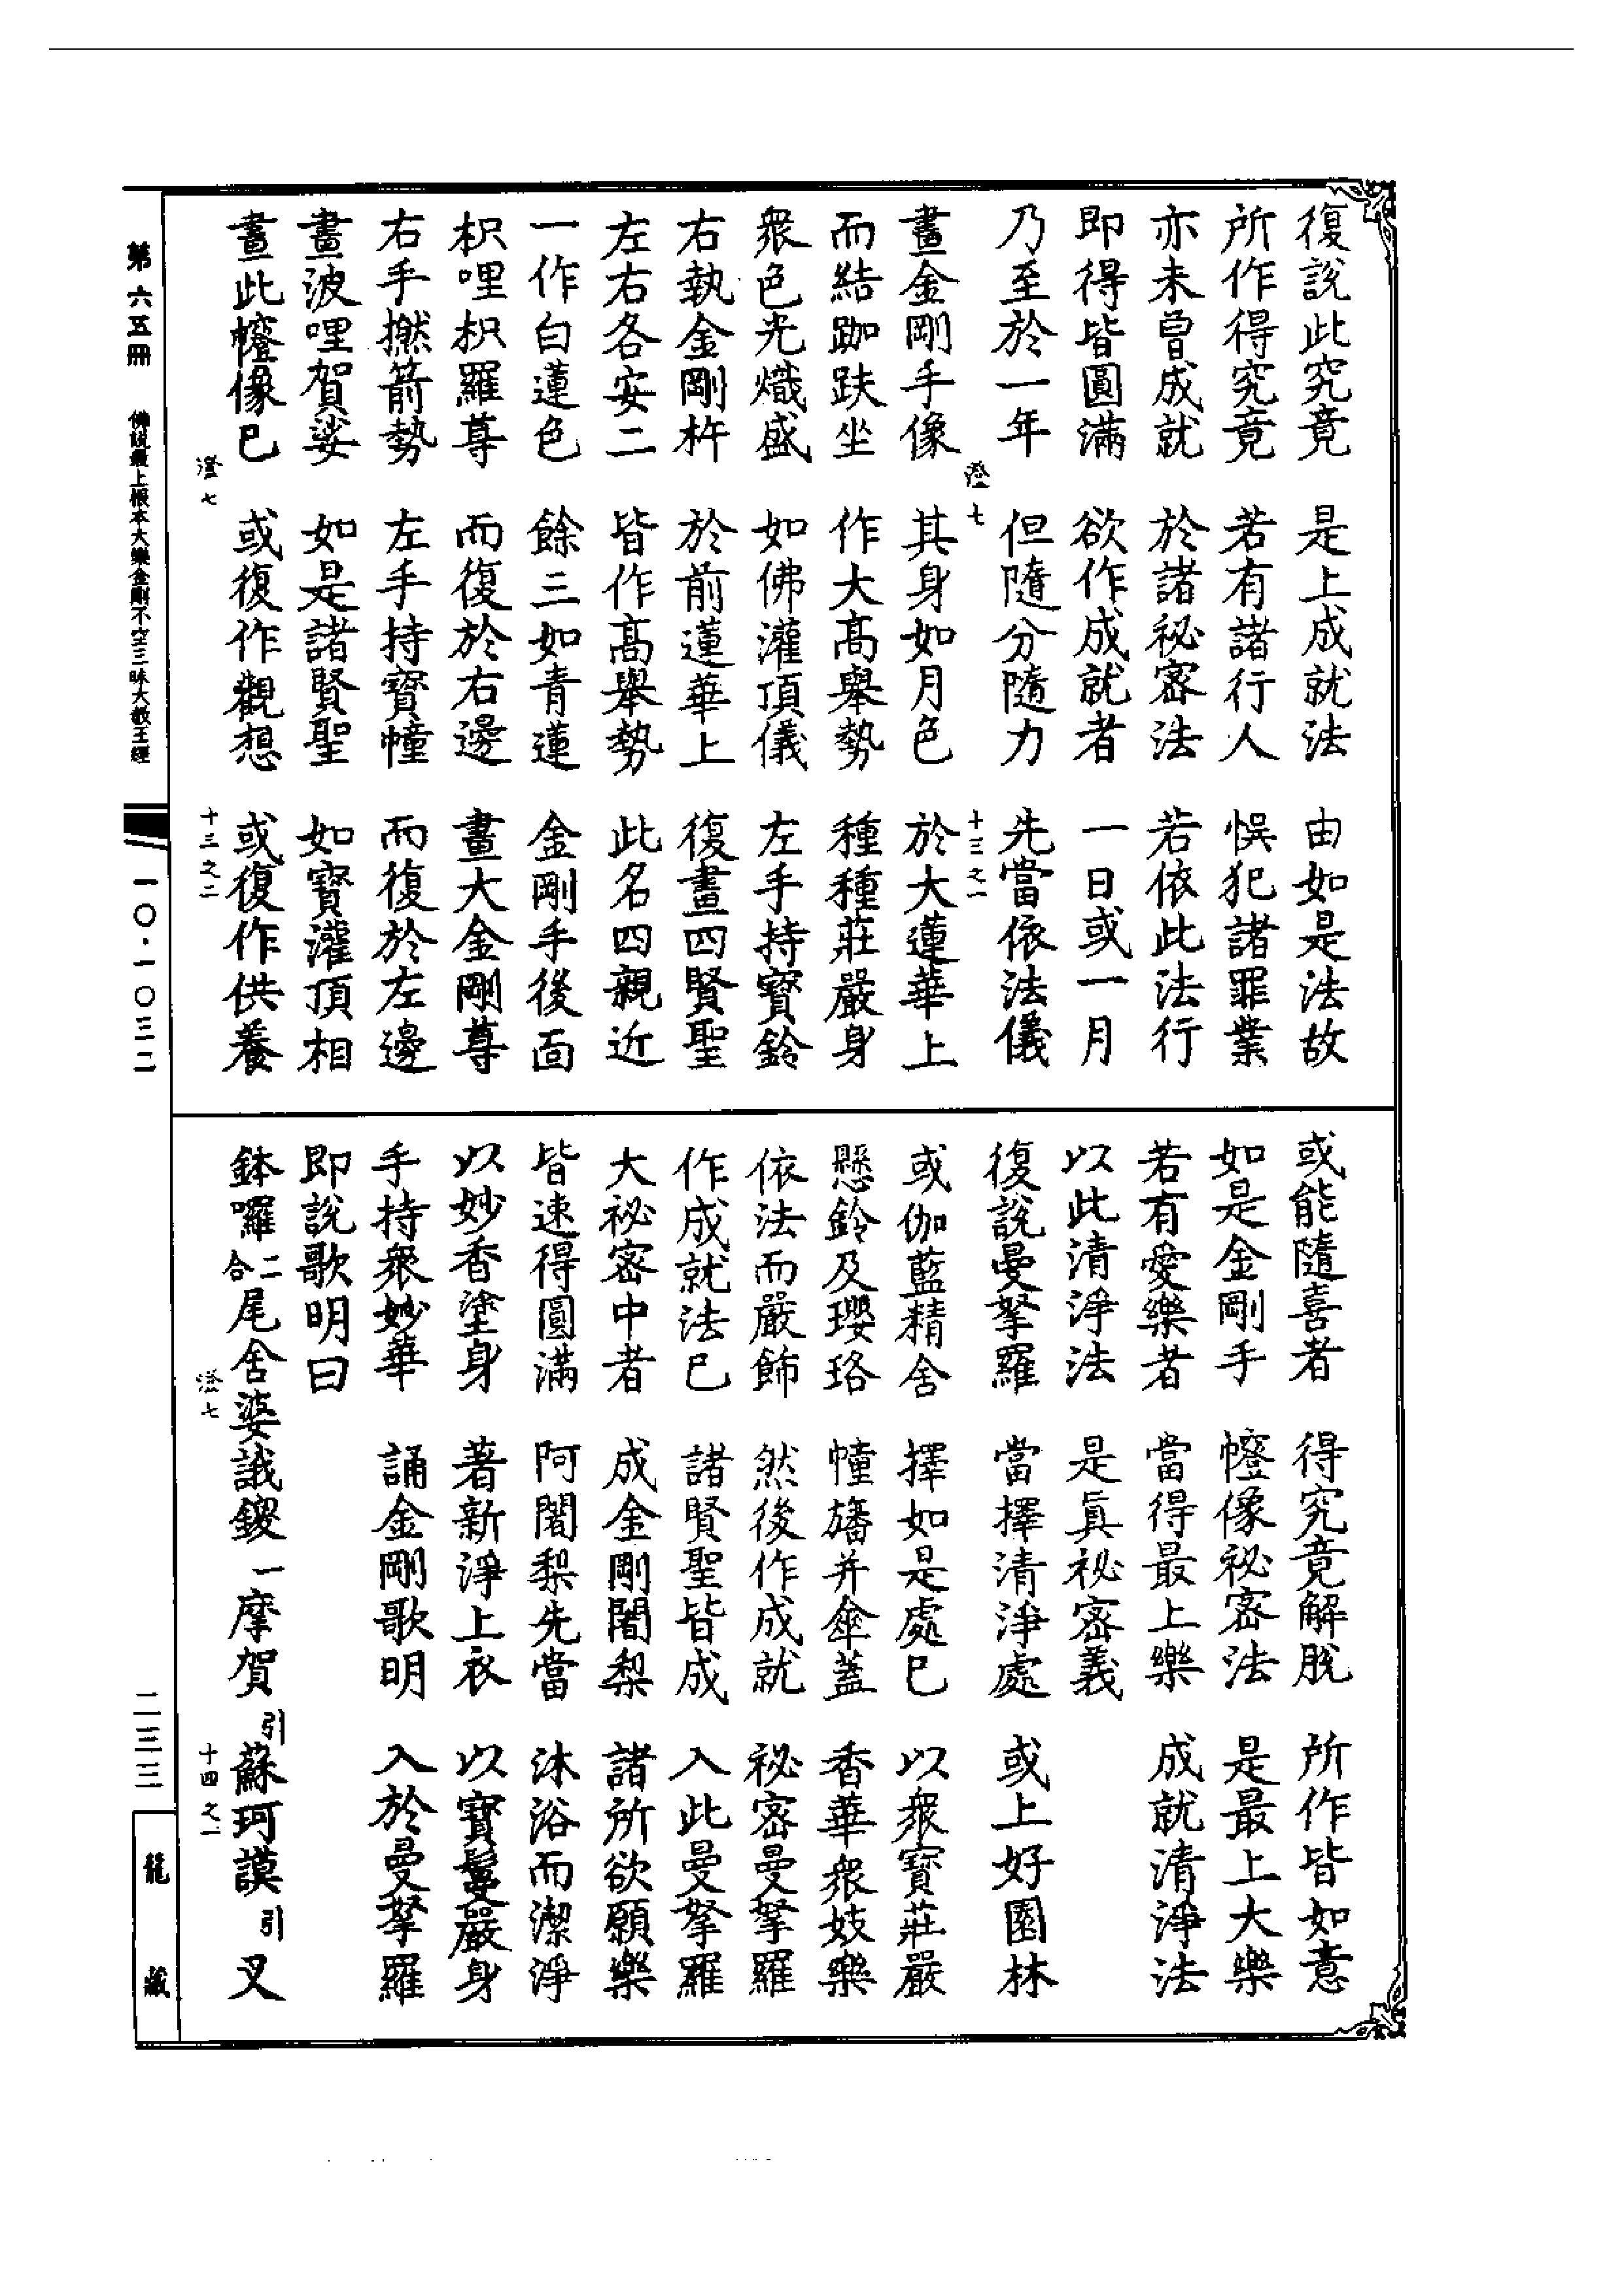 復說此究竟　是上成就法　由如是法故
所作得究竟　若有諸行人　悞犯諸罪業
亦未曾成就　於諸祕密法　若依此法行
即得皆圓滿　欲作成就者　一日或一月
乃至於一年　但隨分隨力　先當依法儀
澄七　十三之一
畫金剛手像　其身如月色　於大蓮華上
而結跏趺坐　作大高舉勢　種種莊嚴身
衆色光熾盛　如佛灌頂儀　左手持寶鈴
右執金剛杵　於前蓮華上　復畫四賢聖
左右各安二　皆作高舉勢　此名四親近
一作白蓮色　餘三如青蓮　金剛手後面
枳哩枳羅尊　而復於右邊　畫大金剛尊
右手撚箭勢　左手持寶幢　而復於左邊
畫波哩賀娑　如是諸賢聖　如寶灌頂相
畫此㡧像已　或復作觀想　或復作供養
澄七　十三之二
或能隨喜者　得究竟解脫　所作皆如意
如是金剛手　㡧像祕密法　是最上大樂
若有愛樂者　當得最上樂　成就清淨法
以此清淨法　是眞祕密義
復說曼拏羅　當擇清淨處　或上好園林
或伽藍精舍　擇如是處已　以衆寶莊嚴
懸鈴及瓔珞　幢旛并傘蓋　香華衆妓樂
依法而嚴飾　然後作成就　祕密曼拏羅
作成就法已　諸賢聖皆成　入此曼拏羅
大祕密中者　成金剛闍梨　諸所欲願樂
皆速得圓滿　阿闍梨先當　沐浴而潔淨
以妙香塗身　著新淨上衣　以寶鬘嚴身
手持衆妙華　誦金剛歌明　入於曼拏羅
即說歌明曰
鉢囉二合尾舍婆誐鑁一摩賀引蘇珂謨引叉
澄七　十四之一
第六五冊　佛說最上根本大樂金剛不空三昧大教王經　一〇·一〇三二　二三三　龍藏